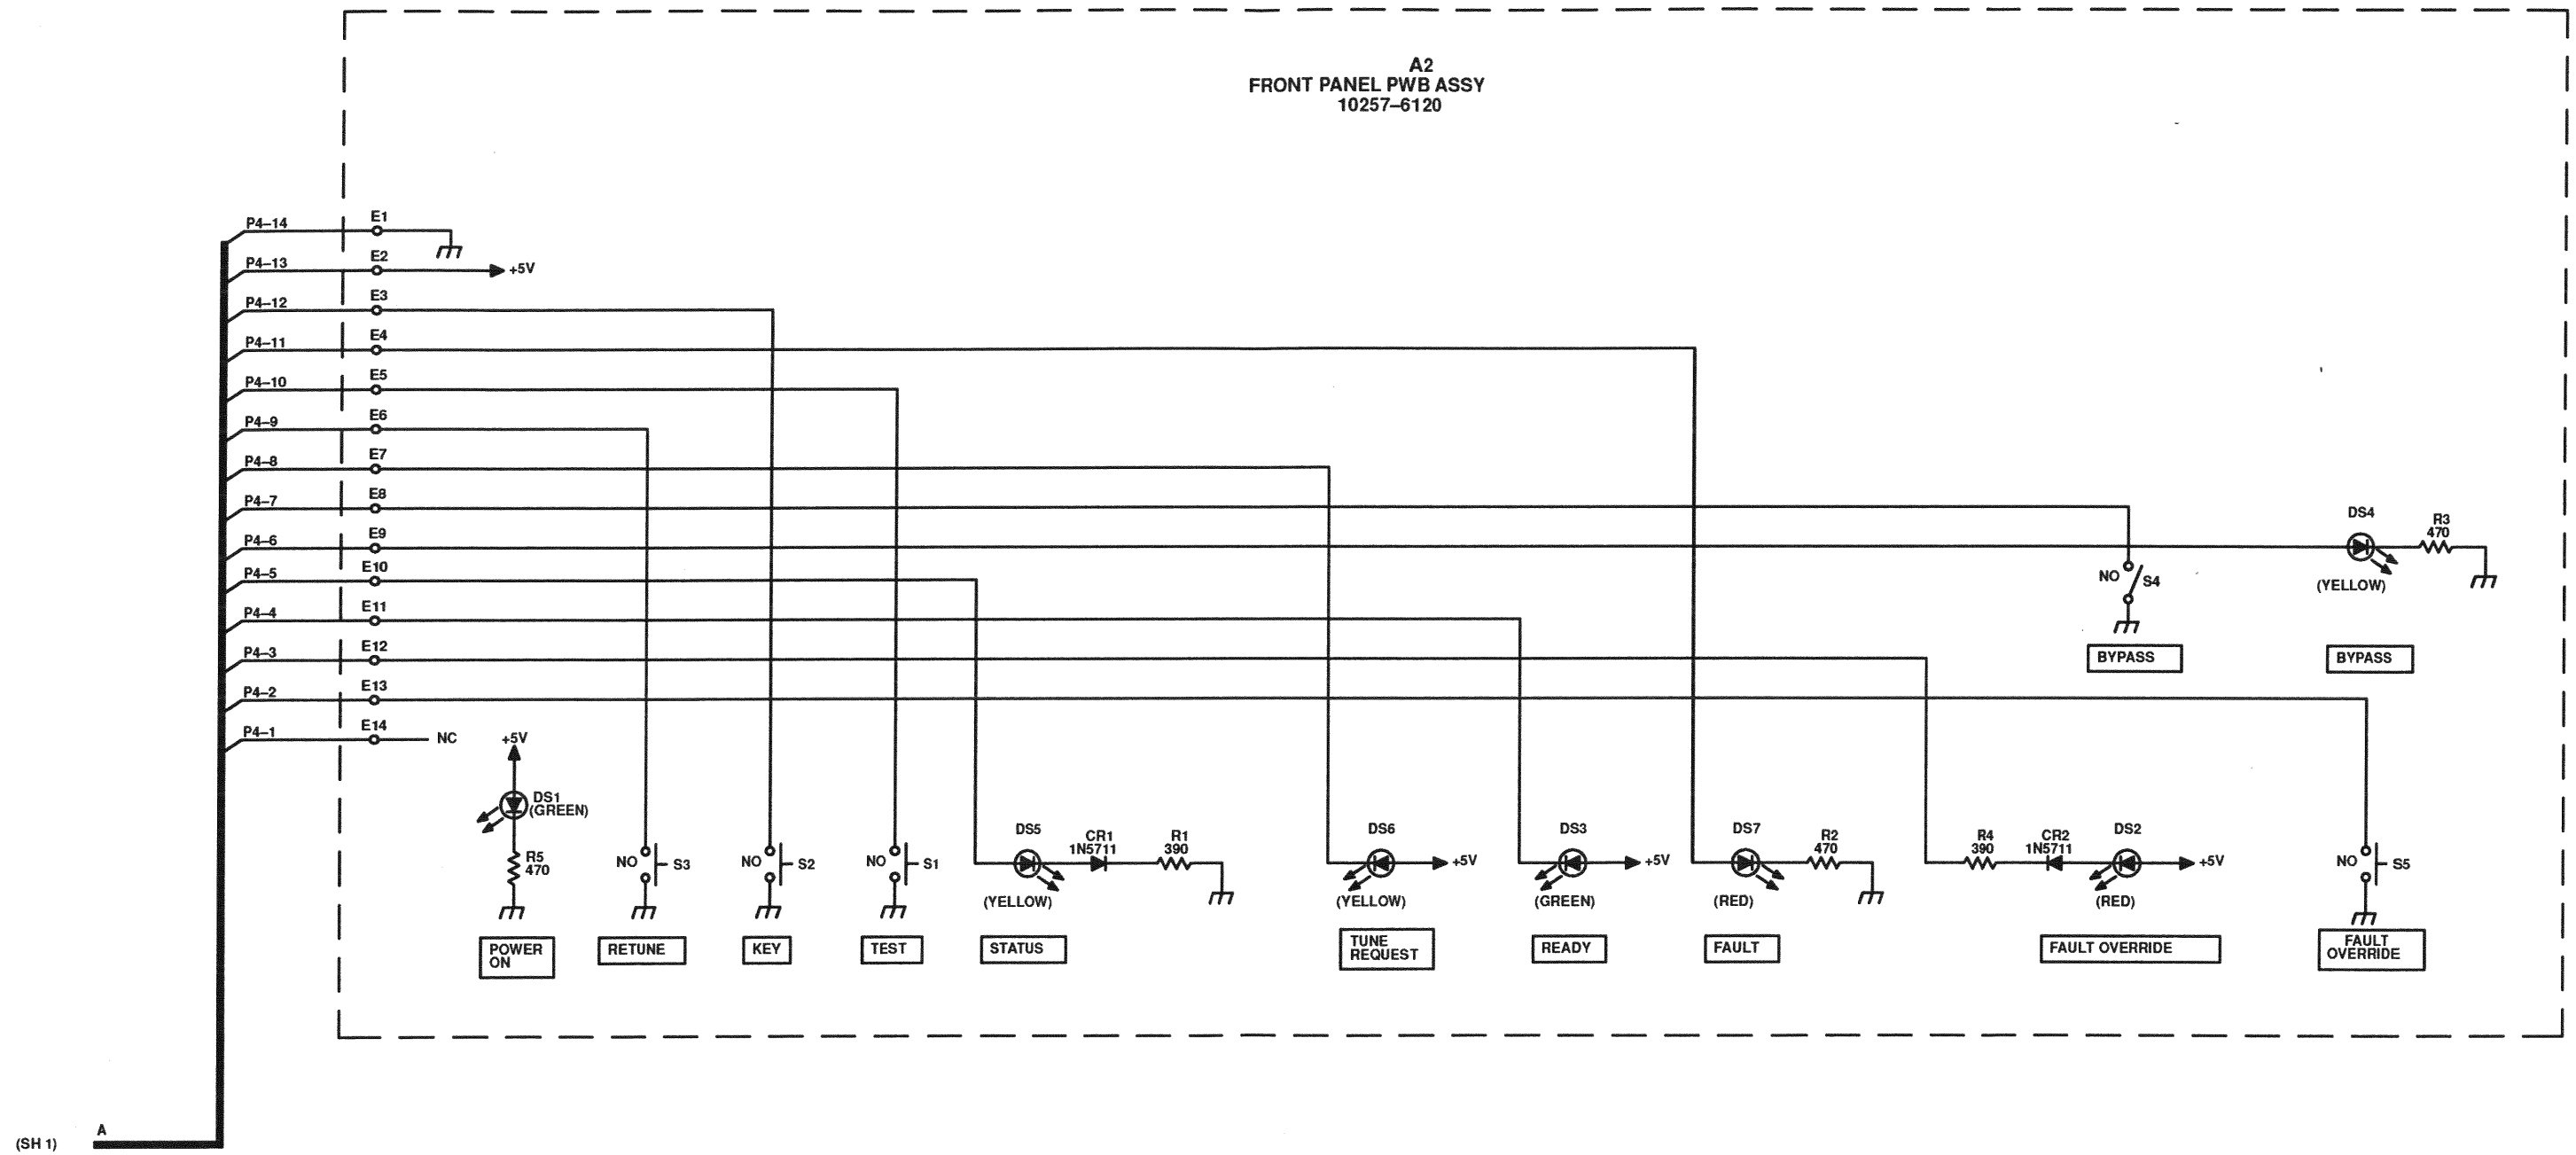 A2
FRONT PANEL PWB ASSY
10257–6120
P4–14 E1
P4–13 E2 +5V
P4–12 E3
P4–11 E4
P4–10 E5
P4–9 E6
P4–8 E7
P4–7 E8
P4–6 E9
P4–5 E10
P4–4 E11
P4–3 E12
P4–2 E13
P4–1 E14 NC
DS4
R3
470
(YELLOW)
NO S4
BYPASS
BYPASS
+5V
DS1
(GREEN)
R5
470
POWER
ON
NO S3
RETUNE
NO S2
KEY
NO S1
TEST
DS5
CR1
1N5711
R1
390
(YELLOW)
STATUS
DS6
+5V
(YELLOW)
TUNE
REQUEST
DS3
+5V
(GREEN)
READY
DS7
R2
470
(RED)
FAULT
R4
390
CR2
1N5711
DS2
+5V
(RED)
FAULT OVERRIDE
NO S5
FAULT
OVERRIDE
(SH 1) A